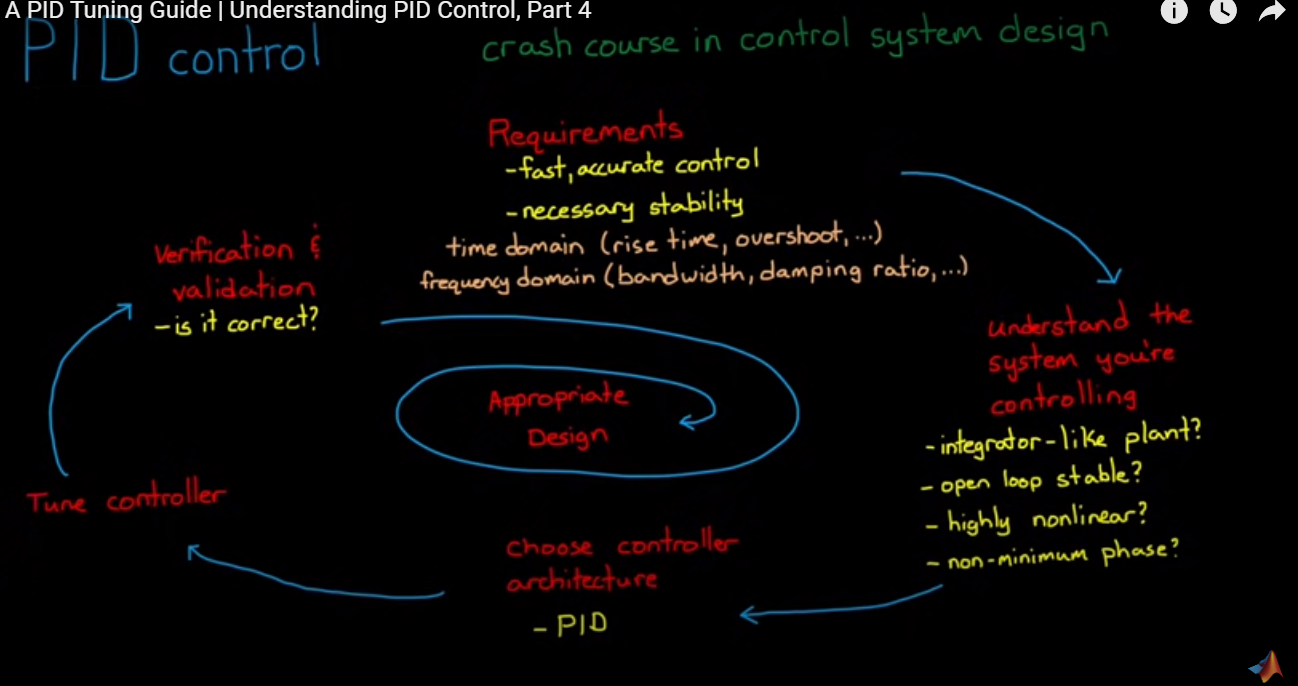 A PID Tuning Guide | Understanding PID Control, Part 4
PID control
crash course in control system design
Requirements
-fast, accurate control
-necessary stability
time domain (rise time, overshoot, ...)
frequency domain (bandwidth, damping ratio, ...)
understand the
system you're
controlling
-integrator-like plant?
- open loop stable?
- highly nonlinear?
- non-minimum phase?
choose controller
architecture
- PID
Tune controller
Verification &
validation
-is it correct?
Appropriate
Design